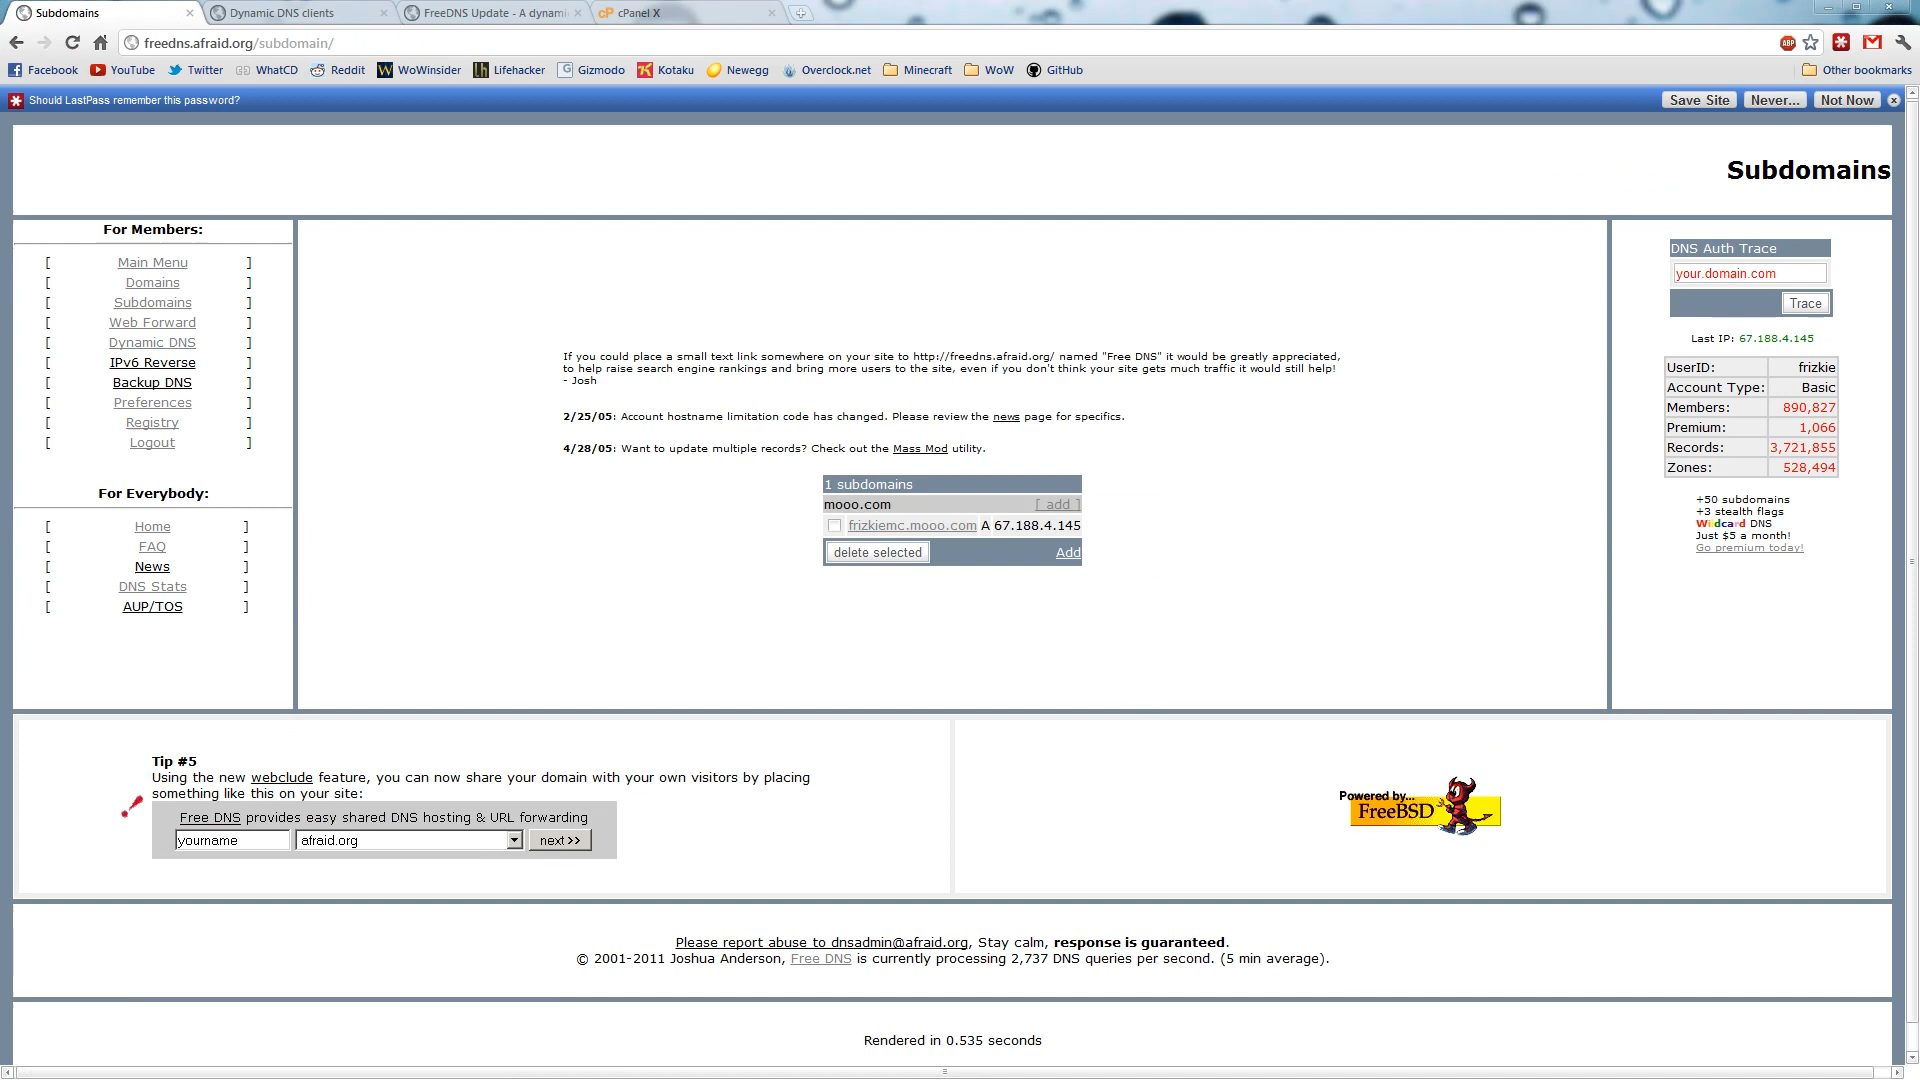 Subdomains
Dynamic DNS clients
FreeDNS Update - A dynami
cP cPanel X
freedns.afraid.org/subdomain/
ABP
Facebook
YouTube
Twitter
WhatCD
Reddit
WoWinsider
Lifehacker
Gizmodo
Kotaku
Newegg
Overclock.net
Minecraft
WoW
GitHub
Other bookmarks
Should LastPass remember this password?
Save Site
Never...
Not Now
Subdomains
For Members:
[ Main Menu ]
[ Domains ]
[ Subdomains ]
[ Web Forward ]
[ Dynamic DNS ]
[ IPv6 Reverse ]
[ Backup DNS ]
[ Preferences ]
[ Registry ]
[ Logout ]
For Everybody:
[ Home ]
[ FAQ ]
[ News ]
[ DNS Stats ]
[ AUP/TOS ]
If you could place a small text link somewhere on your site to http://freedns.afraid.org/ named "Free DNS" it would be greatly appreciated,
to help raise search engine rankings and bring more users to the site, even if you don't think your site gets much traffic it would still help!
- Josh
2/25/05: Account hostname limitation code has changed. Please review the news page for specifics.
4/28/05: Want to update multiple records? Check out the Mass Mod utility.
1 subdomains
mooo.com [ add ]
frizkiemc.mooo.com A 67.188.4.145
delete selected Add
DNS Auth Trace
your.domain.com
Trace
Last IP: 67.188.4.145
UserID: frizkie
Account Type: Basic
Members: 890,827
Premium: 1,066
Records: 3,721,855
Zones: 528,494
+50 subdomains
+3 stealth flags
Wildcard DNS
Just $5 a month!
Go premium today!
Tip #5
Using the new webclude feature, you can now share your domain with your own visitors by placing
something like this on your site:
Free DNS provides easy shared DNS hosting & URL forwarding
yourname afraid.org next >>
Powered by...
FreeBSD
Please report abuse to dnsadmin@afraid.org, Stay calm, response is guaranteed.
© 2001-2011 Joshua Anderson, Free DNS is currently processing 2,737 DNS queries per second. (5 min average).
Rendered in 0.535 seconds